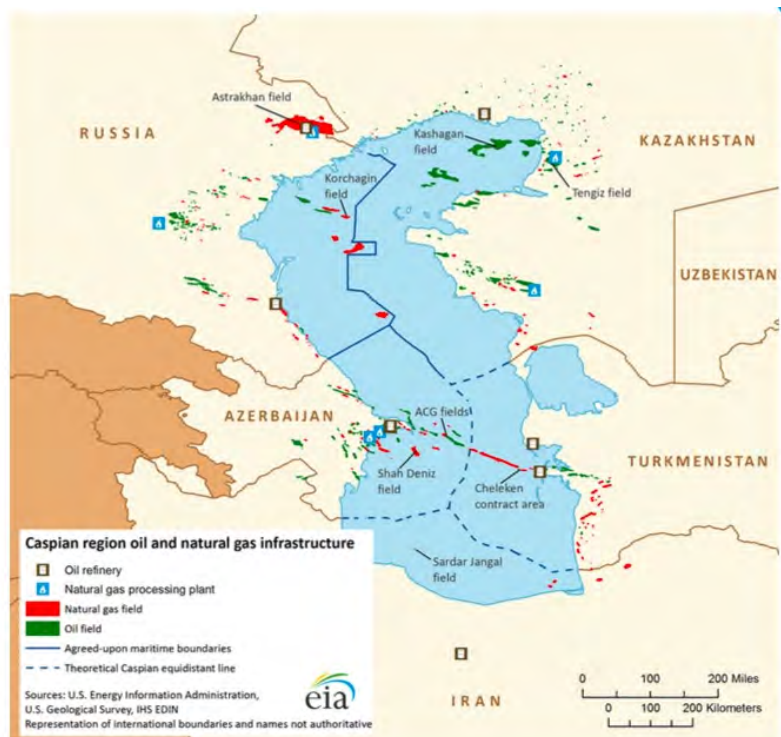 Astrakhan field
RUSSIA
Kashagan
field
KAZAKHSTAN
Korchagin
field
Tengiz field
UZBEKISTAN
AZERBAIJAN
ACG fields
Shah Deniz
field
Cheleken
contract area
TURKMENISTAN
Sardar Jangal
field
IRAN
Caspian region oil and natural gas infrastructure
Oil refinery
Natural gas processing plant
Natural gas field
Oil field
Agreed-upon maritime boundaries
Theoretical Caspian equidistant line
Sources: U.S. Energy Information Administration,
U.S. Geological Survey, IHS EDIN
Representation of international boundaries and names not authoritative
eia
0 100 200 Miles
0 100 200 Kilometers